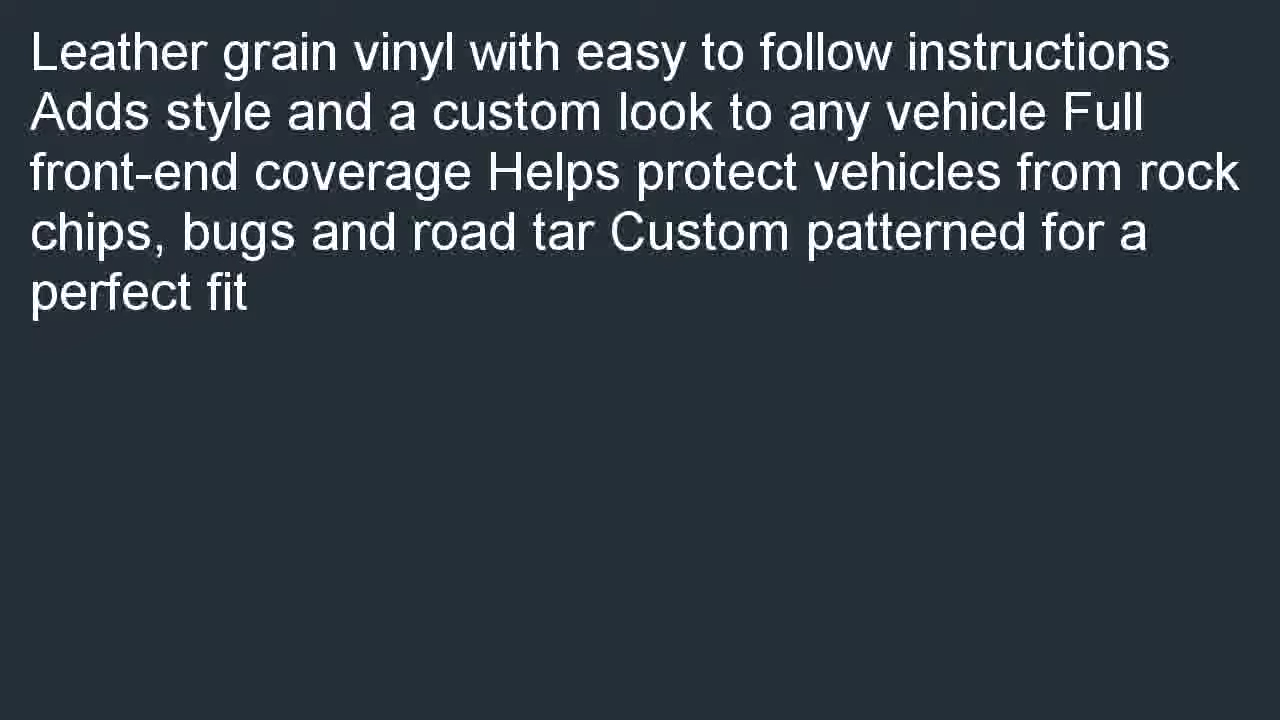 Leather grain vinyl with easy to follow instructions
Adds style and a custom look to any vehicle Full
front-end coverage Helps protect vehicles from rock
chips, bugs and road tar Custom patterned for a
perfect fit